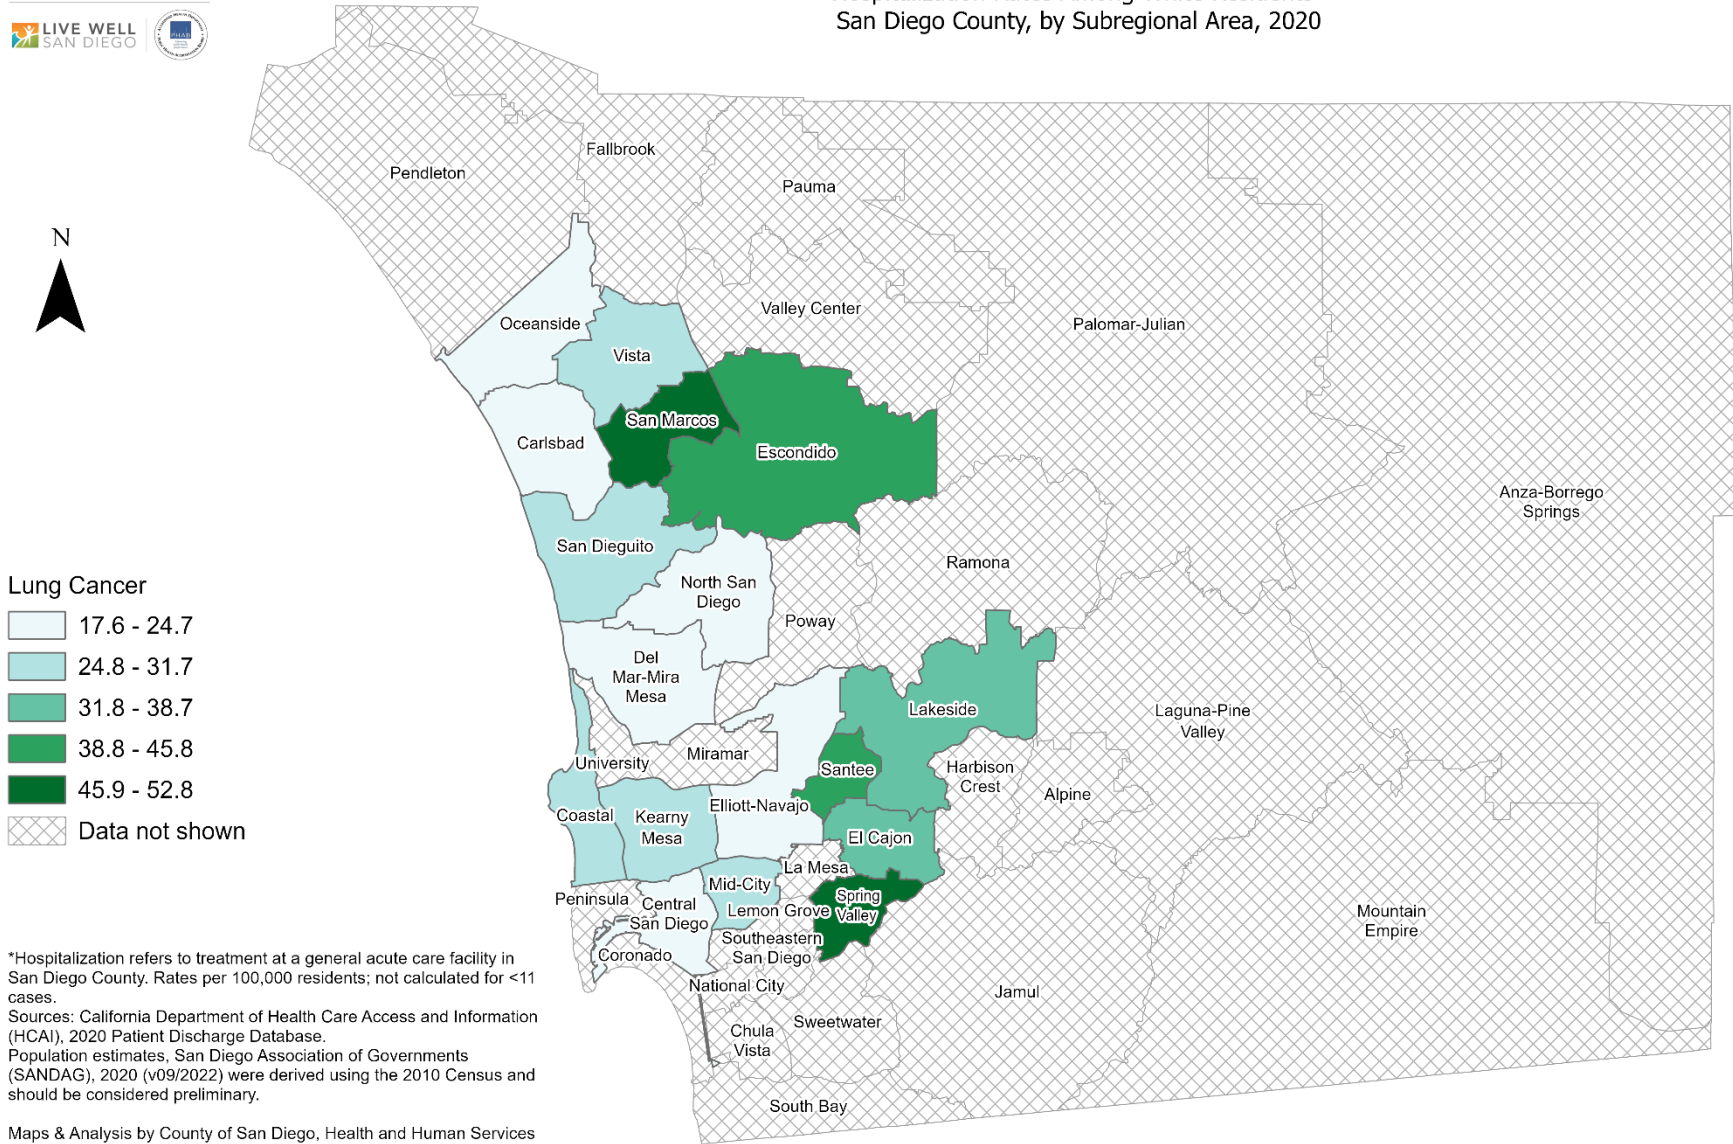 LIVE WELL
SAN DIEGO
PHAB
Hospitalization Rates Among White Residents
San Diego County, by Subregional Area, 2020
Fallbrook
Pendleton
Pauma
N
Valley Center
Oceanside
Palomar-Julian
Vista
San Marcos
Carlsbad
Escondido
Anza-Borrego
Springs
San Dieguito
Ramona
North San
Diego
Poway
Lung Cancer
17.6 - 24.7
24.8 - 31.7
31.8 - 38.7
38.8 - 45.8
45.9 - 52.8
Data not shown
Del
Mar-Mira
Mesa
Lakeside
Laguna-Pine
Valley
Miramar
University
Santee
Harbison
Crest
Alpine
Elliott-Navajo
Coastal
Kearny
Mesa
El Cajon
La Mesa
Mid-City
Peninsula
Central
San Diego
Lemon Grove
Spring
Valley
Mountain
Empire
Southeastern
San Diego
Coronado
National City
Jamul
Sweetwater
Chula
Vista
South Bay
*Hospitalization refers to treatment at a general acute care facility in
San Diego County. Rates per 100,000 residents; not calculated for <11
cases.
Sources: California Department of Health Care Access and Information
(HCAI), 2020 Patient Discharge Database.
Population estimates, San Diego Association of Governments
(SANDAG), 2020 (v09/2022) were derived using the 2010 Census and
should be considered preliminary.
Maps & Analysis by County of San Diego, Health and Human Services